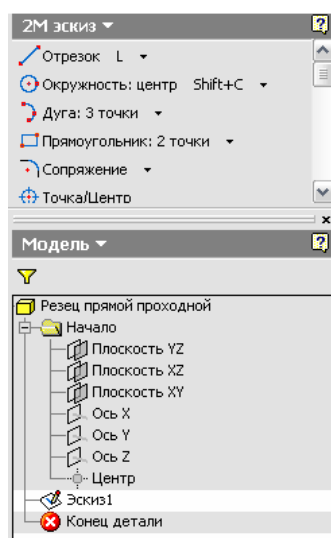 2М эскиз
Отрезок L
Окружность: центр Shift+C
Дуга: 3 точки
Прямоугольник: 2 точки
Сопряжение
Точка/Центр
Модель
Резец прямой проходной
Начало
Плоскость YZ
Плоскость XZ
Плоскость XY
Ось X
Ось Y
Ось Z
Центр
Эскиз1
Конец детали